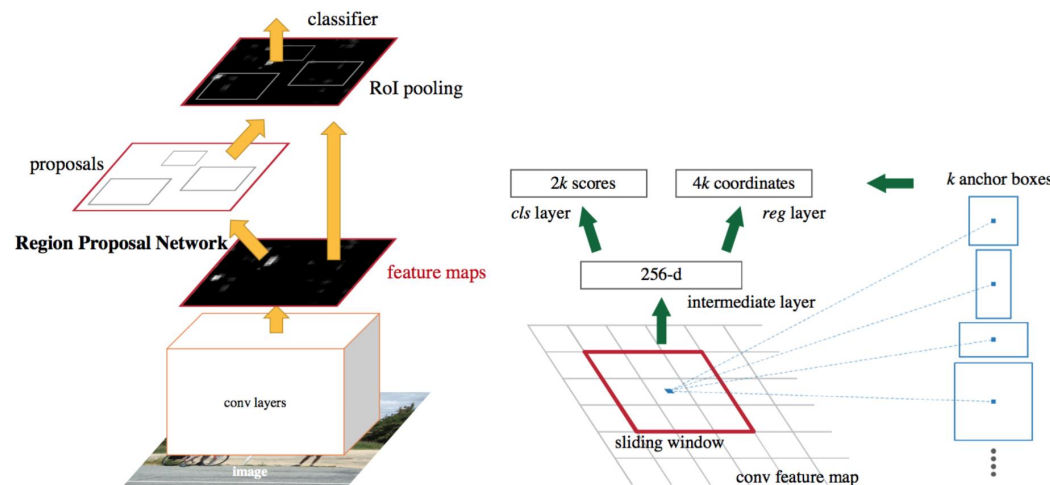 classifier
RoI pooling
proposals
Region Proposal Network
feature maps
conv layers
image
2k scores
4k coordinates
k anchor boxes
cls layer
reg layer
256-d
intermediate layer
sliding window
conv feature map